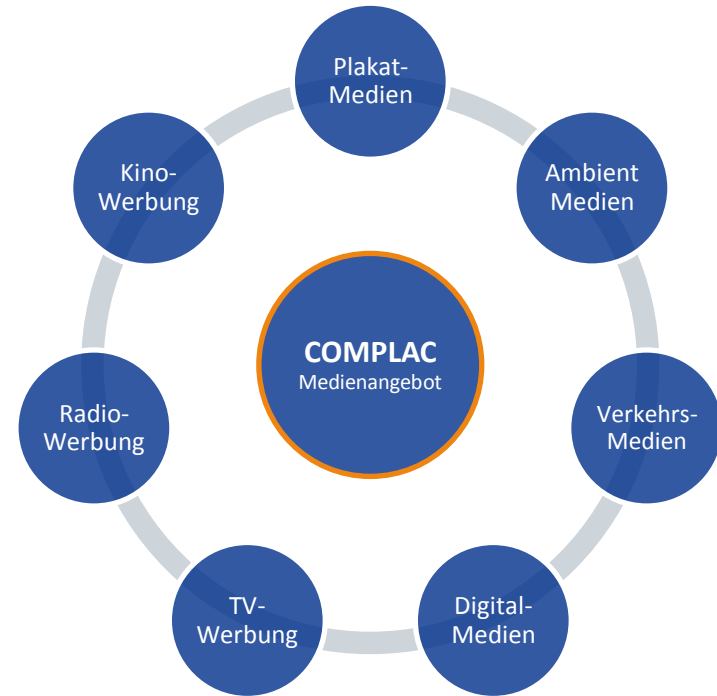 Plakat-
Medien
Ambient
Medien
Verkehrs-
Medien
Digital-
Medien
TV-
Werbung
Radio-
Werbung
Kino-
Werbung
COMPLAC
Medienangebot